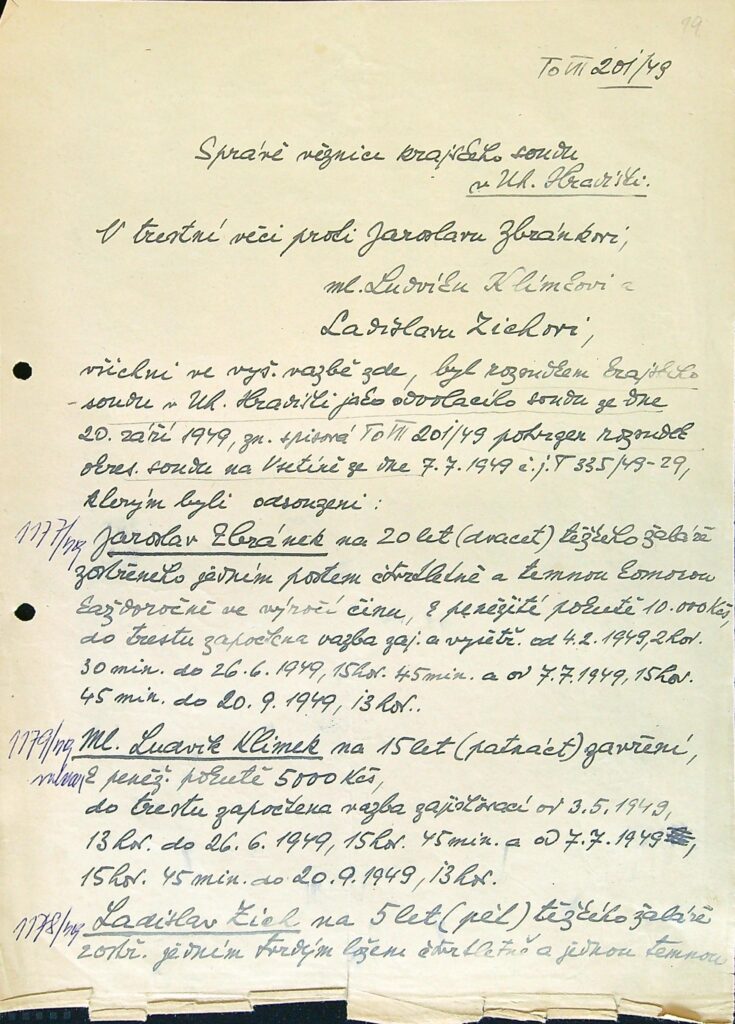 99
To VII 201/49
Správě věznice krajského soudu
v Uh. Hradišti.
V trestní věci proti Jaroslavu Zbránkovi,
ml. Ludvíku Klímkovi a
Ladislavu Zichovi,
všichni ve vyš. vazbě zde, byl rozsudkem krajského
soudu v Uh. Hradišti jako odvolacího soudu ze dne
20. září 1949, zn. spisová To VII 201/49 potvrzen rozsudek
okres. soudu na Vsetíně ze dne 7.7.1949 č.j. T 335/49-29,
kterým byli odsouzeni:
1177/49 Jaroslav Zbránek na 20 let (dvacet) těžkého žaláře
zostřeného jedním postem čtvrtletně a temnou komorou
každoročně ve výročí činu, k peněžité pokutě 10.000 Kčs,
do trestu započtena vazba zaj. a vyšetř. od 4.2.1949, 2 hod.
30 min. do 26.6.1949, 15 hod. 45 min. a od 7.7.1949, 15 hod.
45 min. do 20.9.1949, 13 hod..
1179/49 Ml. Ludvík Klímek na 15 let (patnáct) zavření,
k peněž. pokutě 5000 Kčs,
do trestu započtena vazba zajišťovací od 3.5.1949,
13 hod. do 26.6.1949, 15 hod. 45 min. a od 7.7.1949,
15 hod. 45 min. do 20.9.1949, 13 hod.
1178/49 Ladislav Zich na 5 let (pět) těžkého žaláře
zostř. jedním tvrdým ložem čtvrtletně a jednou temnou